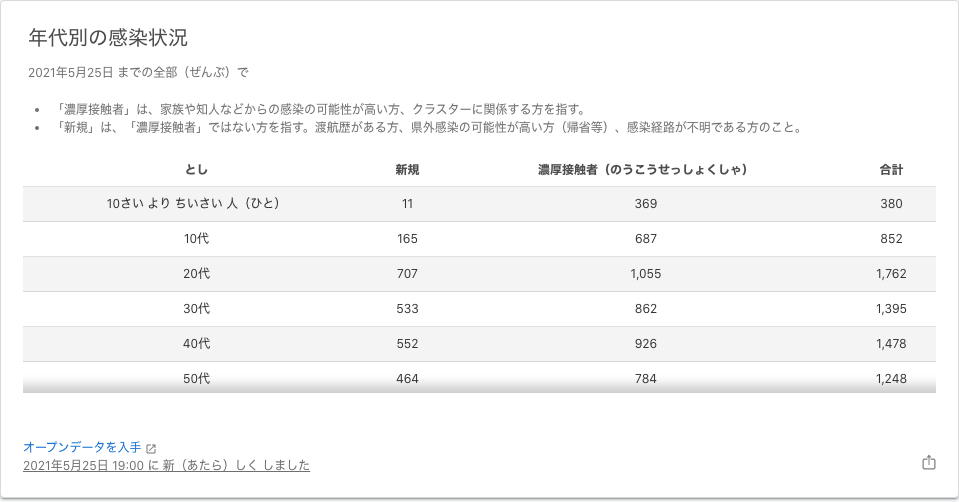 年代別の感染状況
2021年5月25日 までの全部（ぜんぶ）で
• 「濃厚接触者」は、家族や知人などからの感染の可能性が高い方、クラスターに関係する方を指す。
• 「新規」は、「濃厚接触者」ではない方を指す。渡航歴がある方、県外感染の可能性が高い方（帰省等）、感染経路が不明である方のこと。
とし 新規 濃厚接触者（のうこうせっしょくしゃ） 合計
10さい より ちいさい 人（ひと） 11 369 380
10代 165 687 852
20代 707 1,055 1,762
30代 533 862 1,395
40代 552 926 1,478
50代 464 784 1,248
オープンデータを入手
2021年5月25日 19:00 に 新（あたら）しく しました